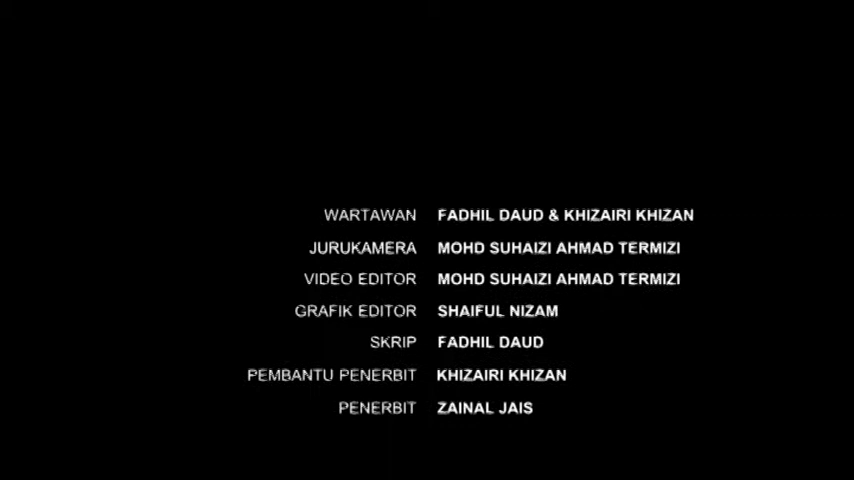 WARTAWAN FADHIL DAUD & KHIZAIRI KHIZAN
JURUKAMERA MOHD SUHAIZI AHMAD TERMIZI
VIDEO EDITOR MOHD SUHAIZI AHMAD TERMIZI
GRAFIK EDITOR SHAIFUL NIZAM
SKRIP FADHIL DAUD
PEMBANTU PENERBIT KHIZAIRI KHIZAN
PENERBIT ZAINAL JAIS